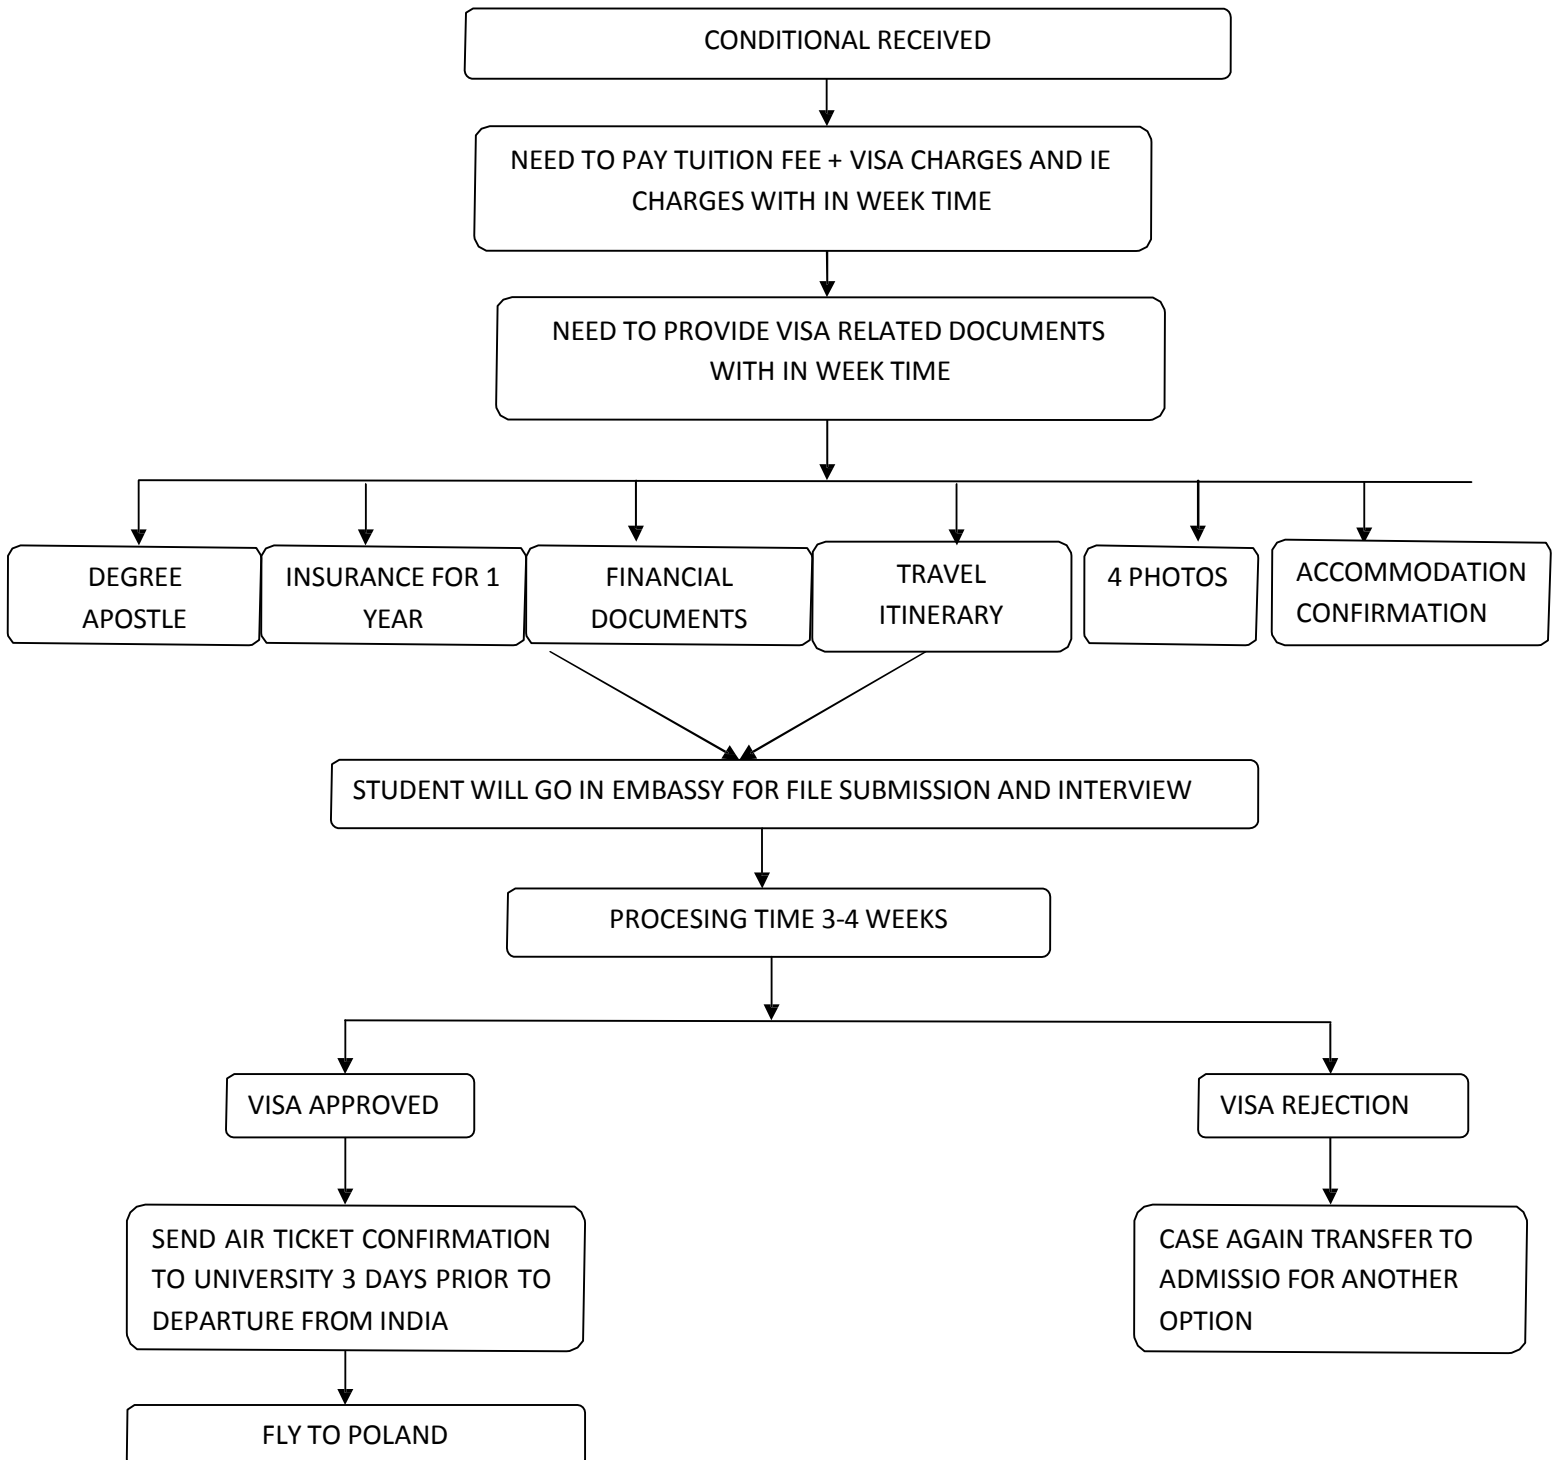 CONDITIONAL RECEIVED
NEED TO PAY TUITION FEE + VISA CHARGES AND IE
CHARGES WITH IN WEEK TIME
NEED TO PROVIDE VISA RELATED DOCUMENTS
WITH IN WEEK TIME
DEGREE
APOSTLE
INSURANCE FOR 1
YEAR
FINANCIAL
DOCUMENTS
TRAVEL
ITINERARY
4 PHOTOS
ACCOMMODATION
CONFIRMATION
STUDENT WILL GO IN EMBASSY FOR FILE SUBMISSION AND INTERVIEW
PROCESING TIME 3-4 WEEKS
VISA APPROVED
VISA REJECTION
SEND AIR TICKET CONFIRMATION
TO UNIVERSITY 3 DAYS PRIOR TO
DEPARTURE FROM INDIA
CASE AGAIN TRANSFER TO
ADMISSIO FOR ANOTHER
OPTION
FLY TO POLAND